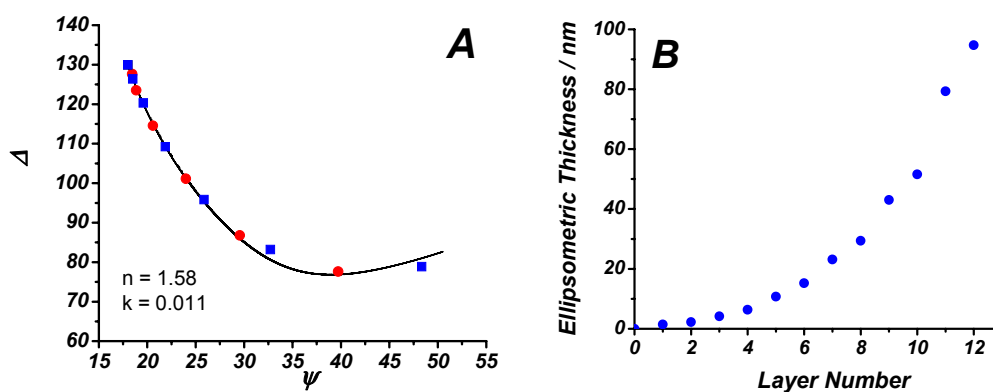 A
140
130
120
110
100
90
80
70
60
Δ
n = 1.58
k = 0.011
15 20 25 30 35 40 45 50 55
ψ
B
100
80
60
40
20
0
Ellipsometric Thickness / nm
0 2 4 6 8 10 12
Layer Number